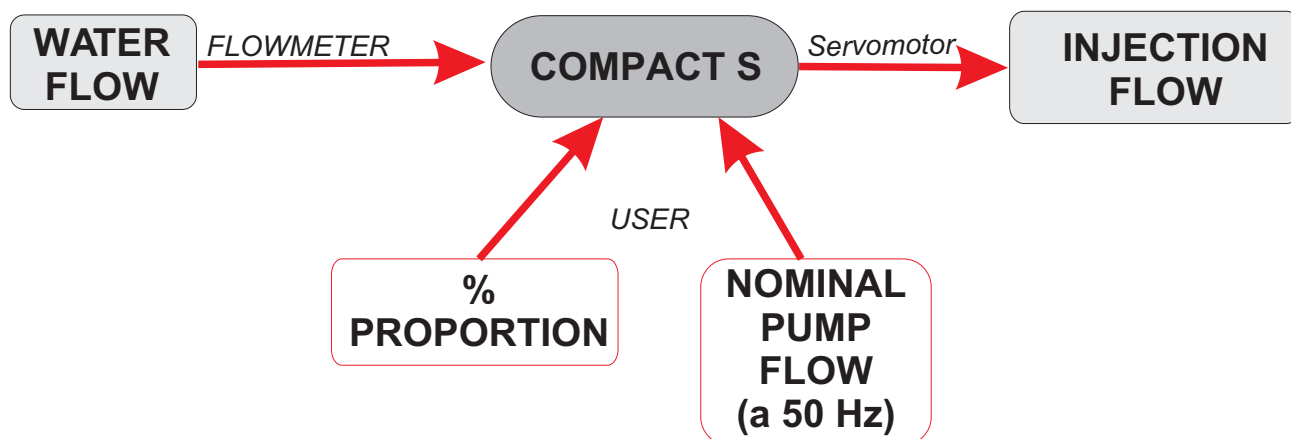 WATER
FLOW
FLOWMETER
COMPACT S
Servomotor
INJECTION
FLOW
USER
%
PROPORTION
NOMINAL
PUMP
FLOW
(a 50 Hz)